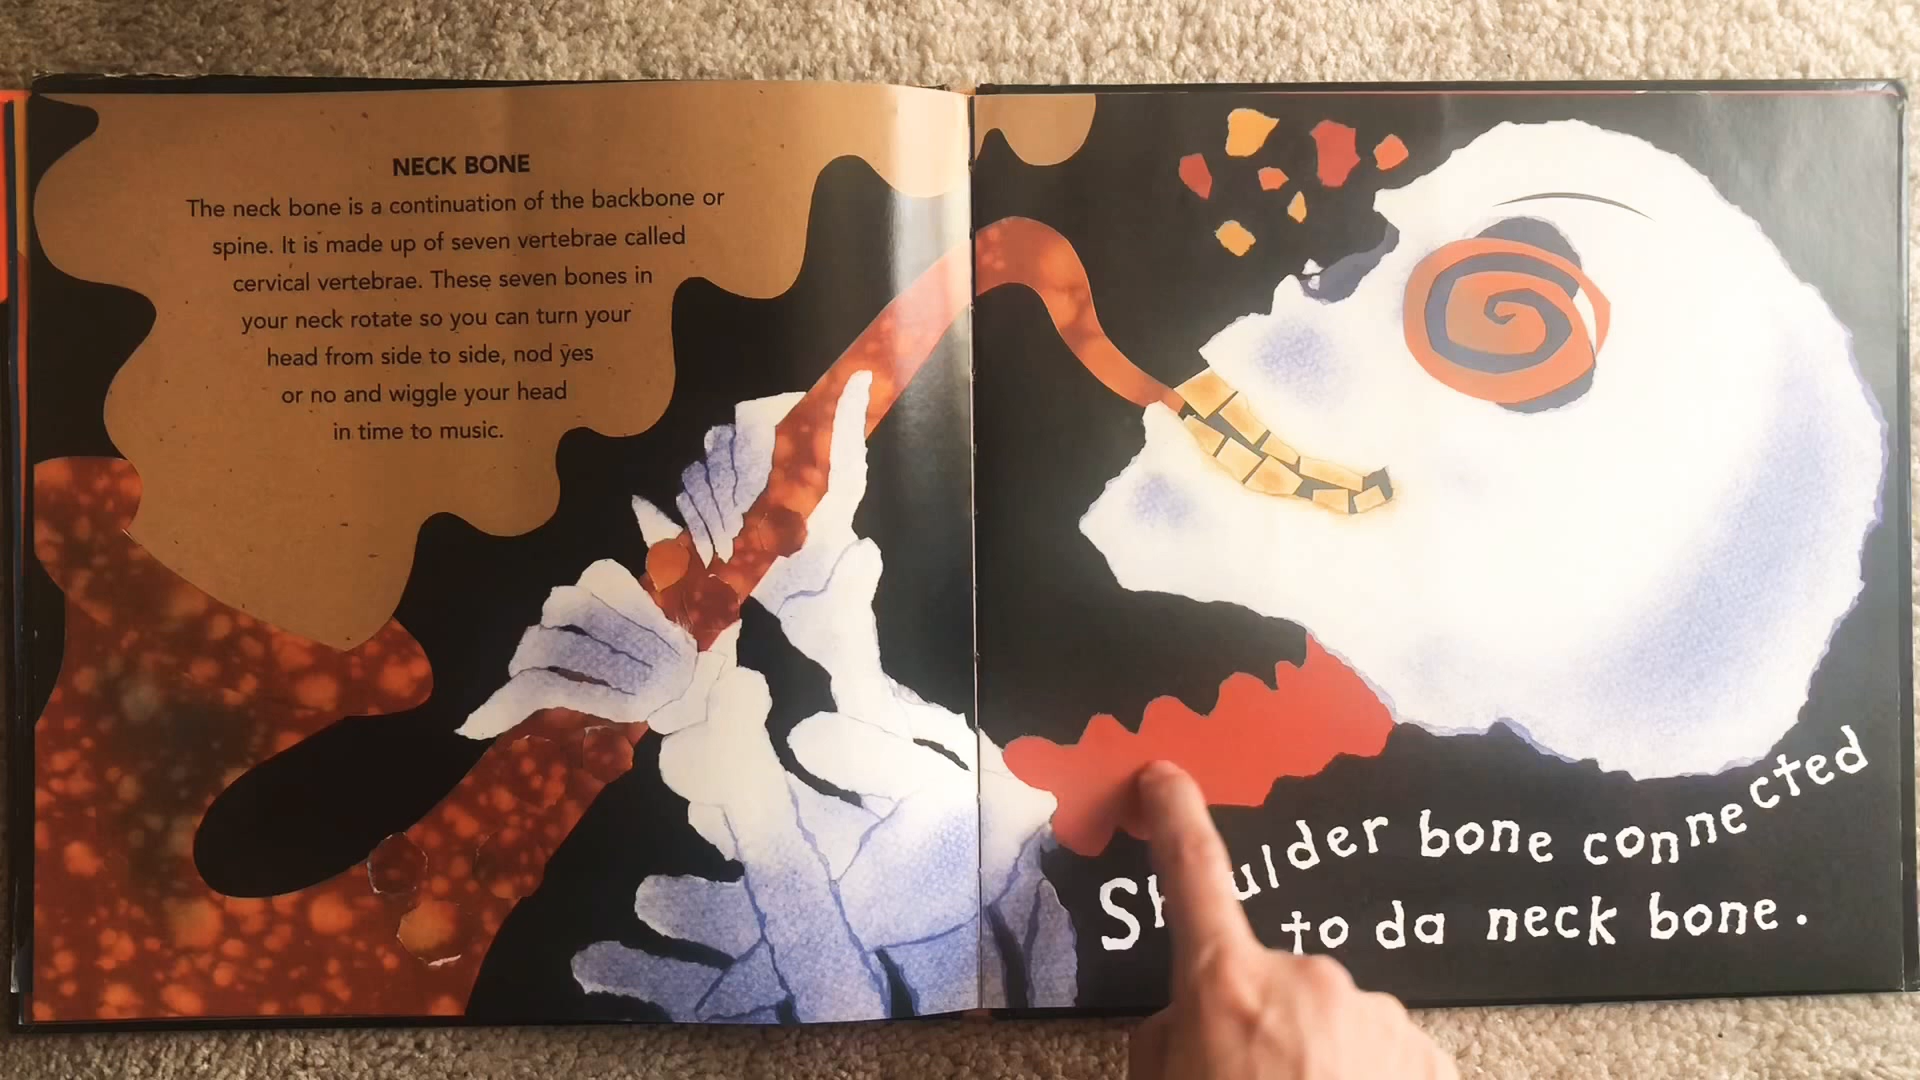 NECK BONE
The neck bone is a continuation of the backbone or
spine. It is made up of seven vertebrae called
cervical vertebrae. These seven bones in
your neck rotate so you can turn your
head from side to side, nod yes
or no and wiggle your head
in time to music.
Shoulder bone connected
to da neck bone.